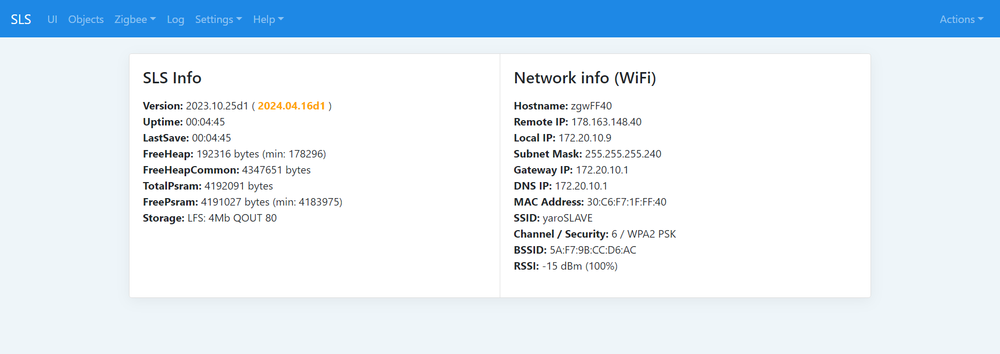 SLS UI Objects Zigbee Log Settings Help Actions
SLS Info
Version: 2023.10.25d1 ( 2024.04.16d1 )
Uptime: 00:04:45
LastSave: 00:04:45
FreeHeap: 192316 bytes (min: 178296)
FreeHeapCommon: 4347651 bytes
TotalPsram: 4192091 bytes
FreePsram: 4191027 bytes (min: 4183975)
Storage: LFS: 4Mb QOUT 80
Network info (WiFi)
Hostname: zgwFF40
Remote IP: 178.163.148.40
Local IP: 172.20.10.9
Subnet Mask: 255.255.255.240
Gateway IP: 172.20.10.1
DNS IP: 172.20.10.1
MAC Address: 30:C6:F7:1F:FF:40
SSID: yaroSLAVE
Channel / Security: 6 / WPA2 PSK
BSSID: 5A:F7:9B:CC:D6:AC
RSSI: -15 dBm (100%)